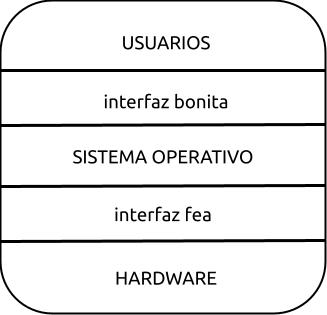 USUARIOS
interfaz bonita
SISTEMA OPERATIVO
interfaz fea
HARDWARE